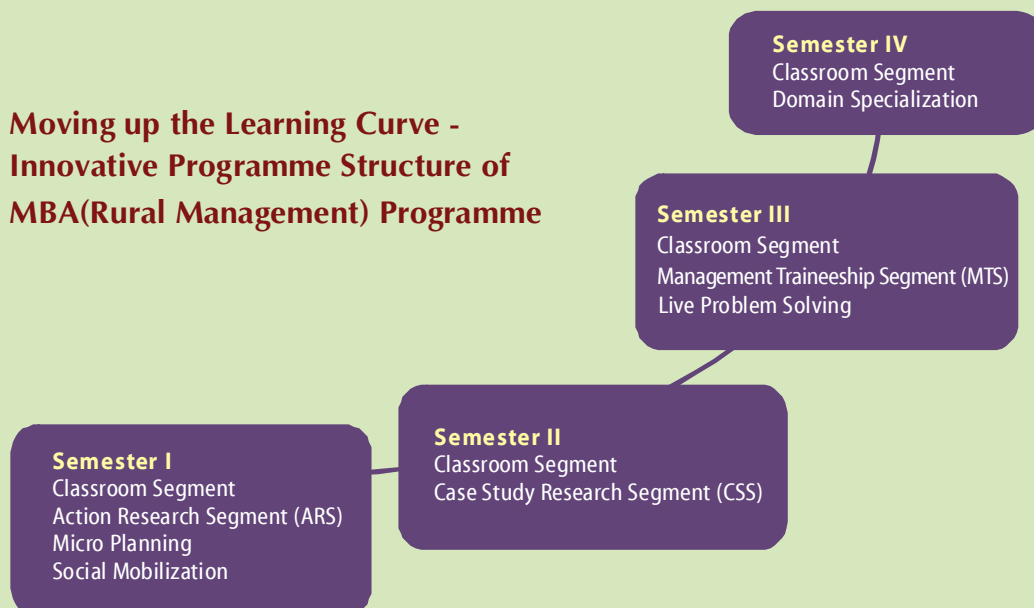 Moving up the Learning Curve -
Innovative Programme Structure of
MBA(Rural Management) Programme
Semester I
Classroom Segment
Action Research Segment (ARS)
Micro Planning
Social Mobilization
Semester II
Classroom Segment
Case Study Research Segment (CSS)
Semester III
Classroom Segment
Management Traineeship Segment (MTS)
Live Problem Solving
Semester IV
Classroom Segment
Domain Specialization